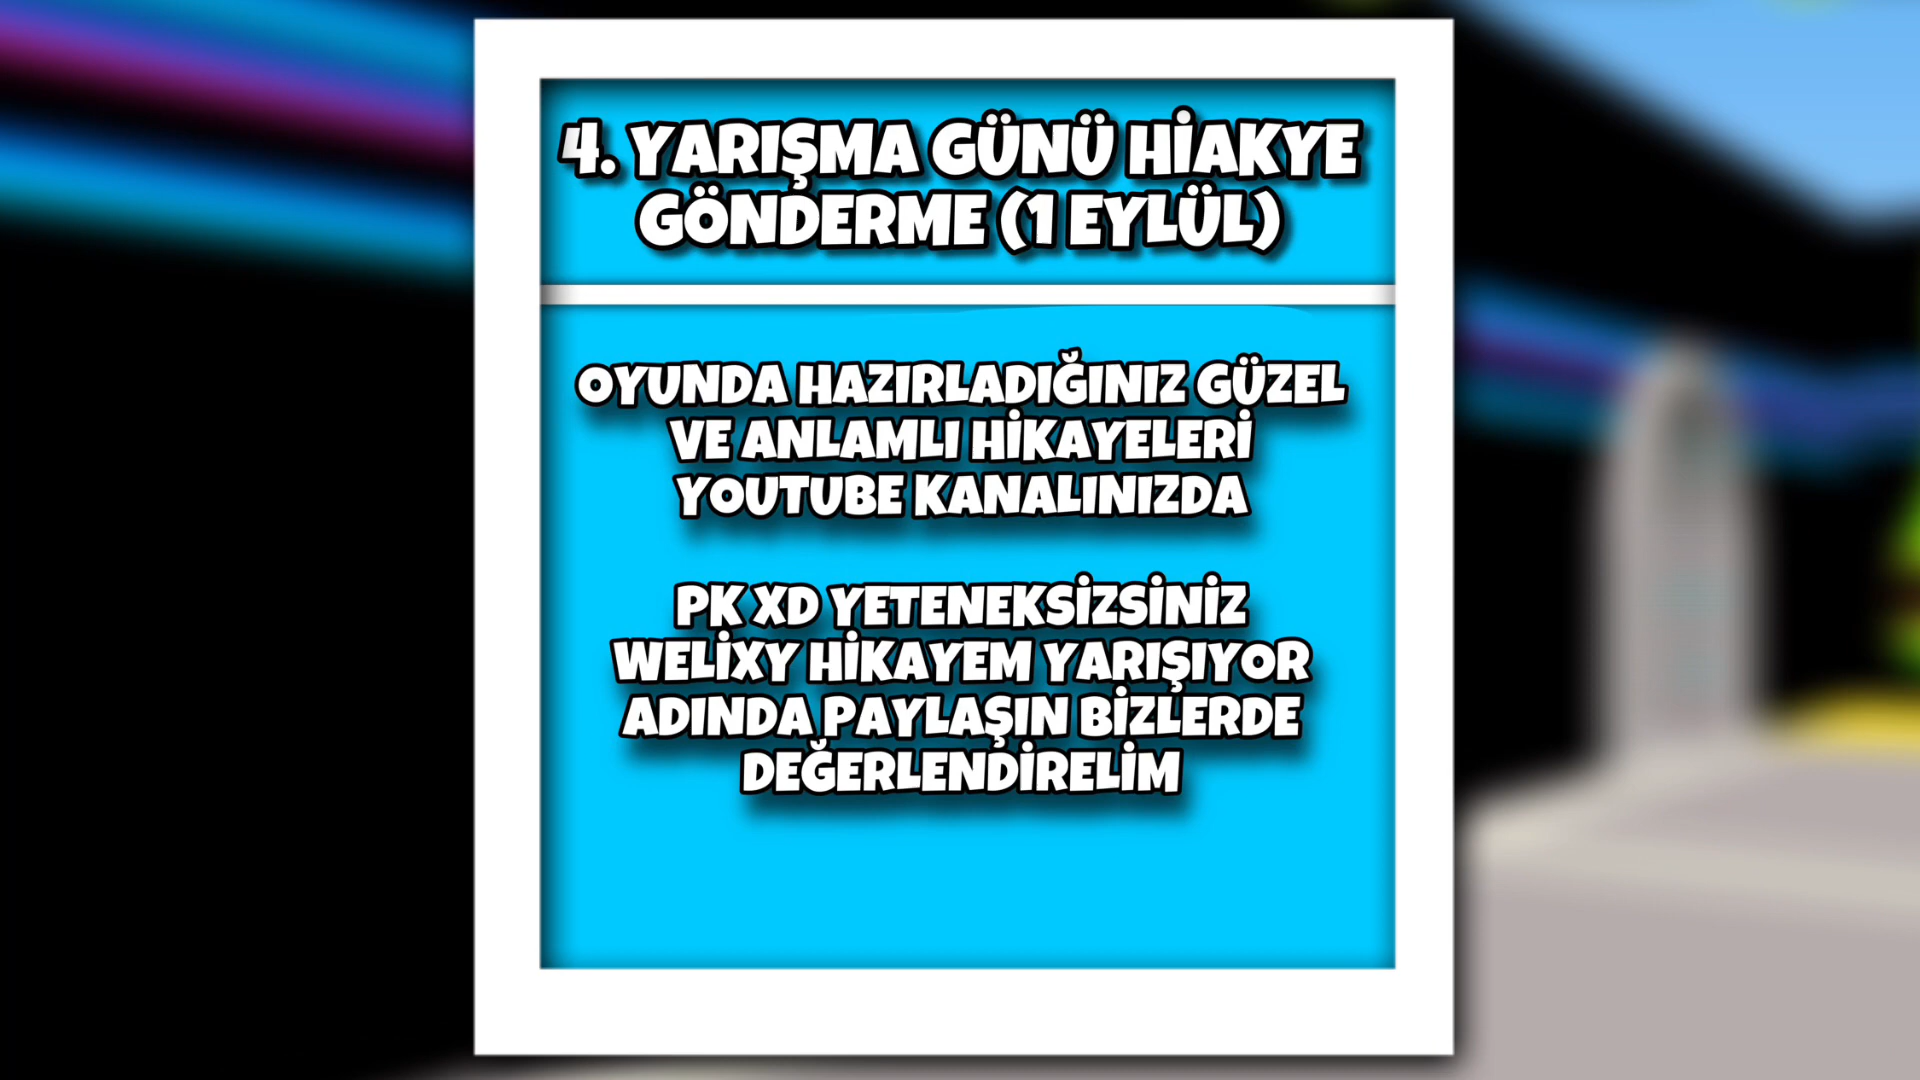 4. YARIŞMA GÜNÜ HİAKYE
GÖNDERME (1 EYLÜL)
OYUNDA HAZIRLADIĞINIZ GÜZEL
VE ANLAMLI HİKAYELERİ
YOUTUBE KANALINIZDA
PK XD YETENEKSİZSİNİZ
WELİXY HİKAYEM YARIŞIYOR
ADINDA PAYLAŞIN BİZLERDE
DEĞERLENDİRELİM